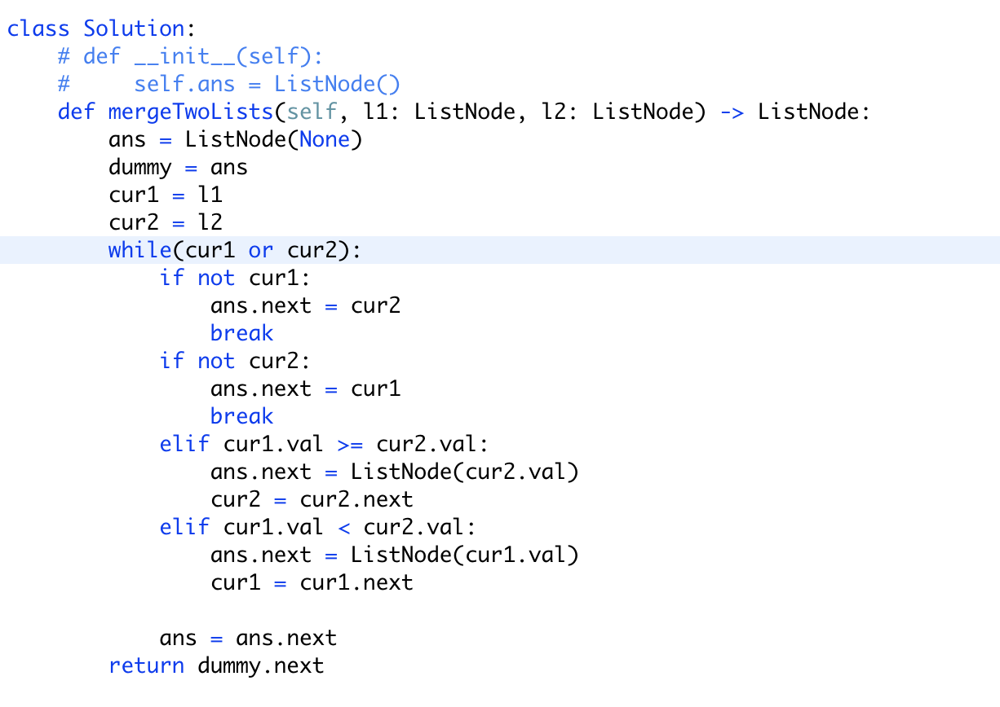 class Solution:
    # def __init__(self):
    #     self.ans = ListNode()
    def mergeTwoLists(self, l1: ListNode, l2: ListNode) -> ListNode:
        ans = ListNode(None)
        dummy = ans
        cur1 = l1
        cur2 = l2
        while(cur1 or cur2):
            if not cur1:
                ans.next = cur2
                break
            if not cur2:
                ans.next = cur1
                break
            elif cur1.val >= cur2.val:
                ans.next = ListNode(cur2.val)
                cur2 = cur2.next
            elif cur1.val < cur2.val:
                ans.next = ListNode(cur1.val)
                cur1 = cur1.next

            ans = ans.next
        return dummy.next